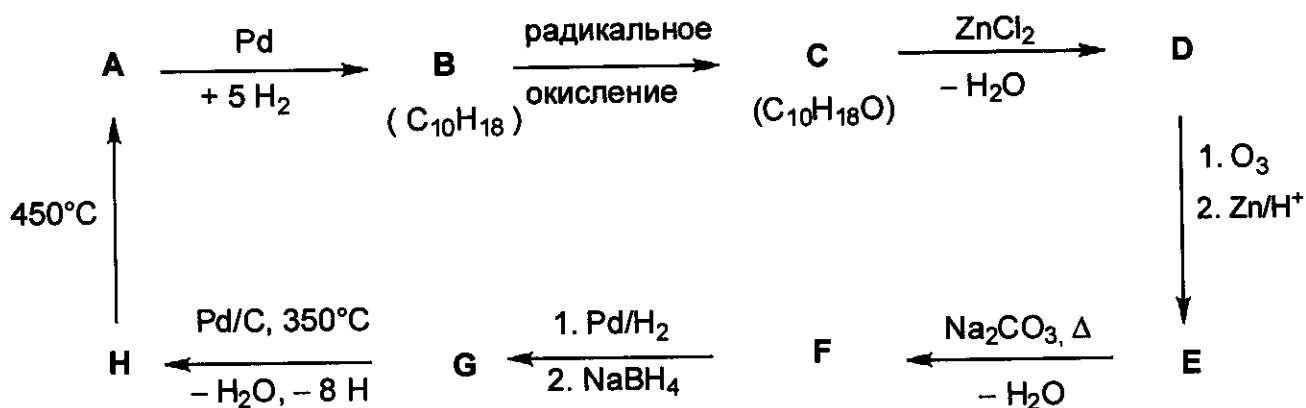 A Pd + 5 H₂ B радикальное окисление C ZnCl₂ – H₂O D
( C₁₀H₁₈ ) (C₁₀H₁₈O)
450°C
1. O₃
2. Zn/H⁺
H Pd/C, 350°C – H₂O, – 8 H G 1. Pd/H₂ 2. NaBH₄ F Na₂CO₃, Δ – H₂O E